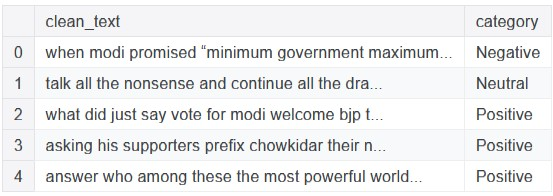 clean_text category
0 when modi promised “minimum government maximum... Negative
1 talk all the nonsense and continue all the dra... Neutral
2 what did just say vote for modi welcome bjp t... Positive
3 asking his supporters prefix chowkidar their n... Positive
4 answer who among these the most powerful world... Positive